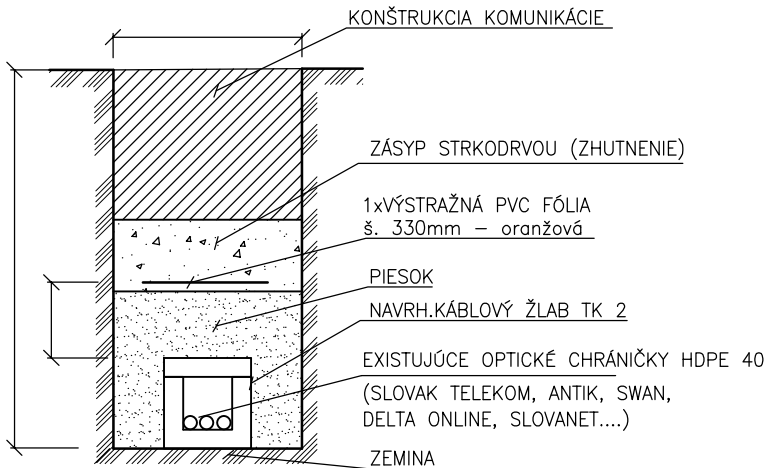 KONŠTRUKCIA KOMUNIKÁCIE
ZÁSYP STRKODRVOU (ZHUTNENIE)
1xVÝSTRAŽNÁ PVC FÓLIA
š. 330mm – oranžová
PIESOK
NAVRH.KÁBLOVÝ ŽLAB TK 2
EXISTUJÚCE OPTICKÉ CHRÁNIČKY HDPE 40
(SLOVAK TELEKOM, ANTIK, SWAN,
DELTA ONLINE, SLOVANET....)
ZEMINA